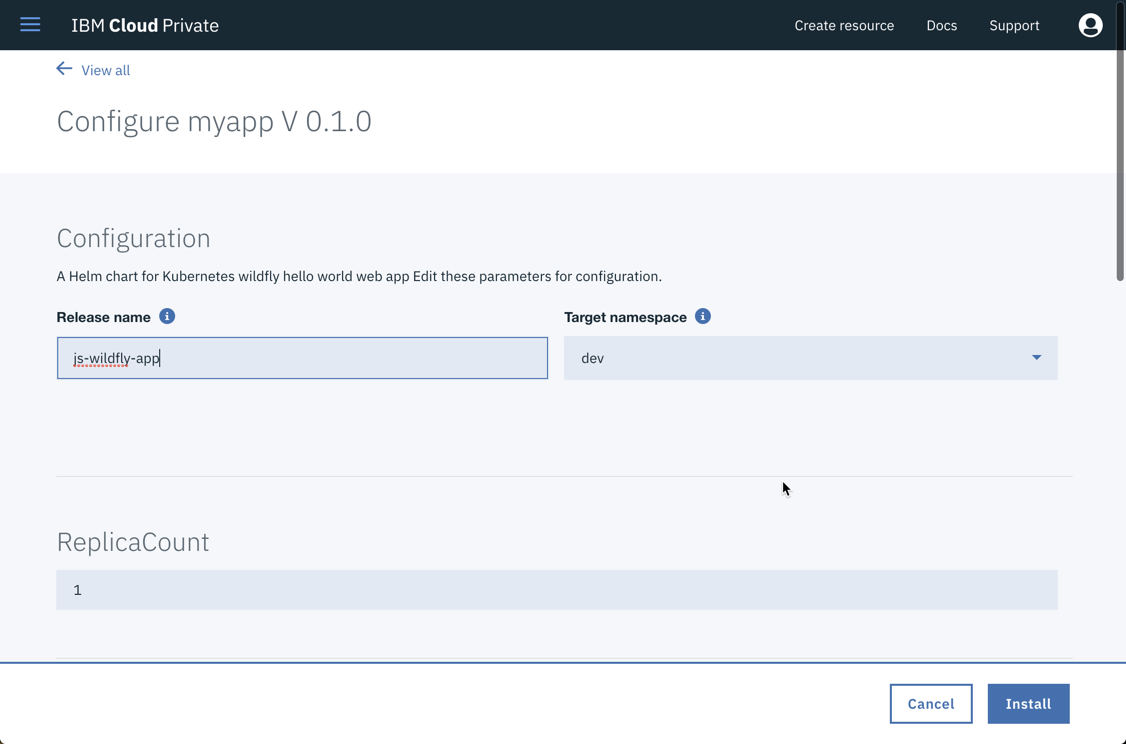 IBM Cloud Private Create resource Docs Support
View all
Configure myapp V 0.1.0
Configuration
A Helm chart for Kubernetes wildfly hello world web app Edit these parameters for configuration.
Release name i Target namespace i
js-wildfly-app dev
ReplicaCount
1
Cancel Install